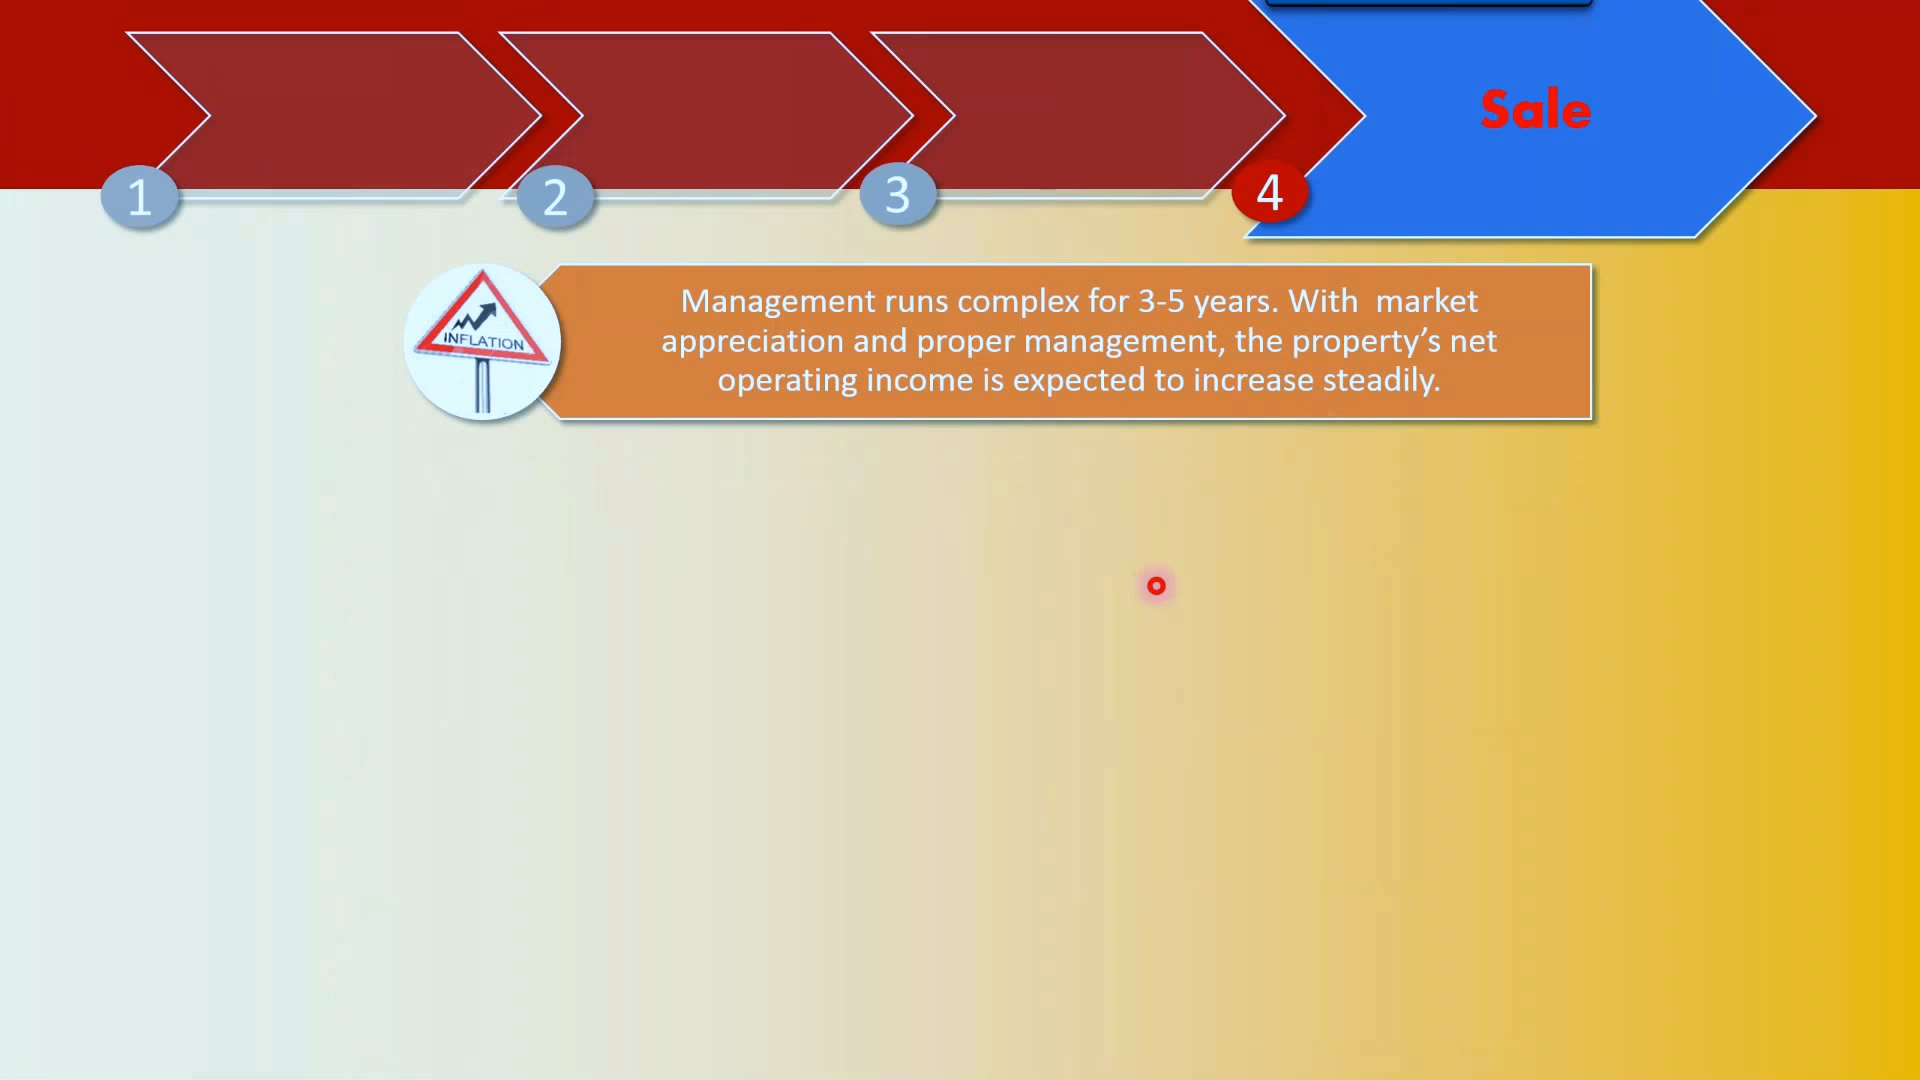 Sale
1
2
3
4
INFLATION
Management runs complex for 3-5 years. With  market
appreciation and proper management, the property’s net
operating income is expected to increase steadily.